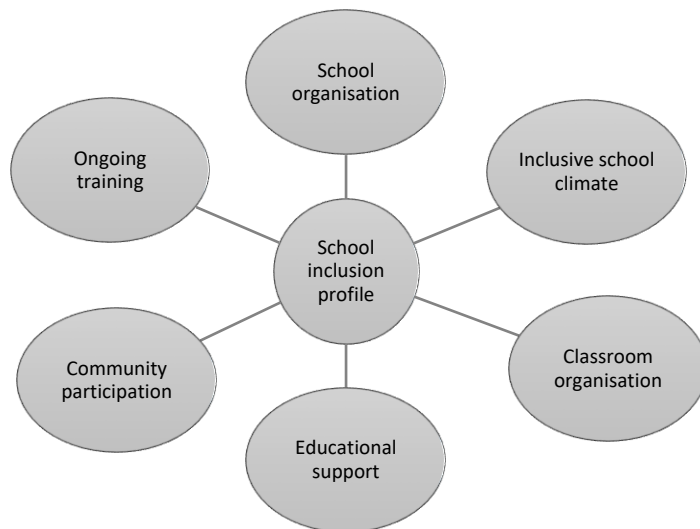 School
organisation
Ongoing
training
Inclusive school
climate
School
inclusion
profile
Community
participation
Classroom
organisation
Educational
support